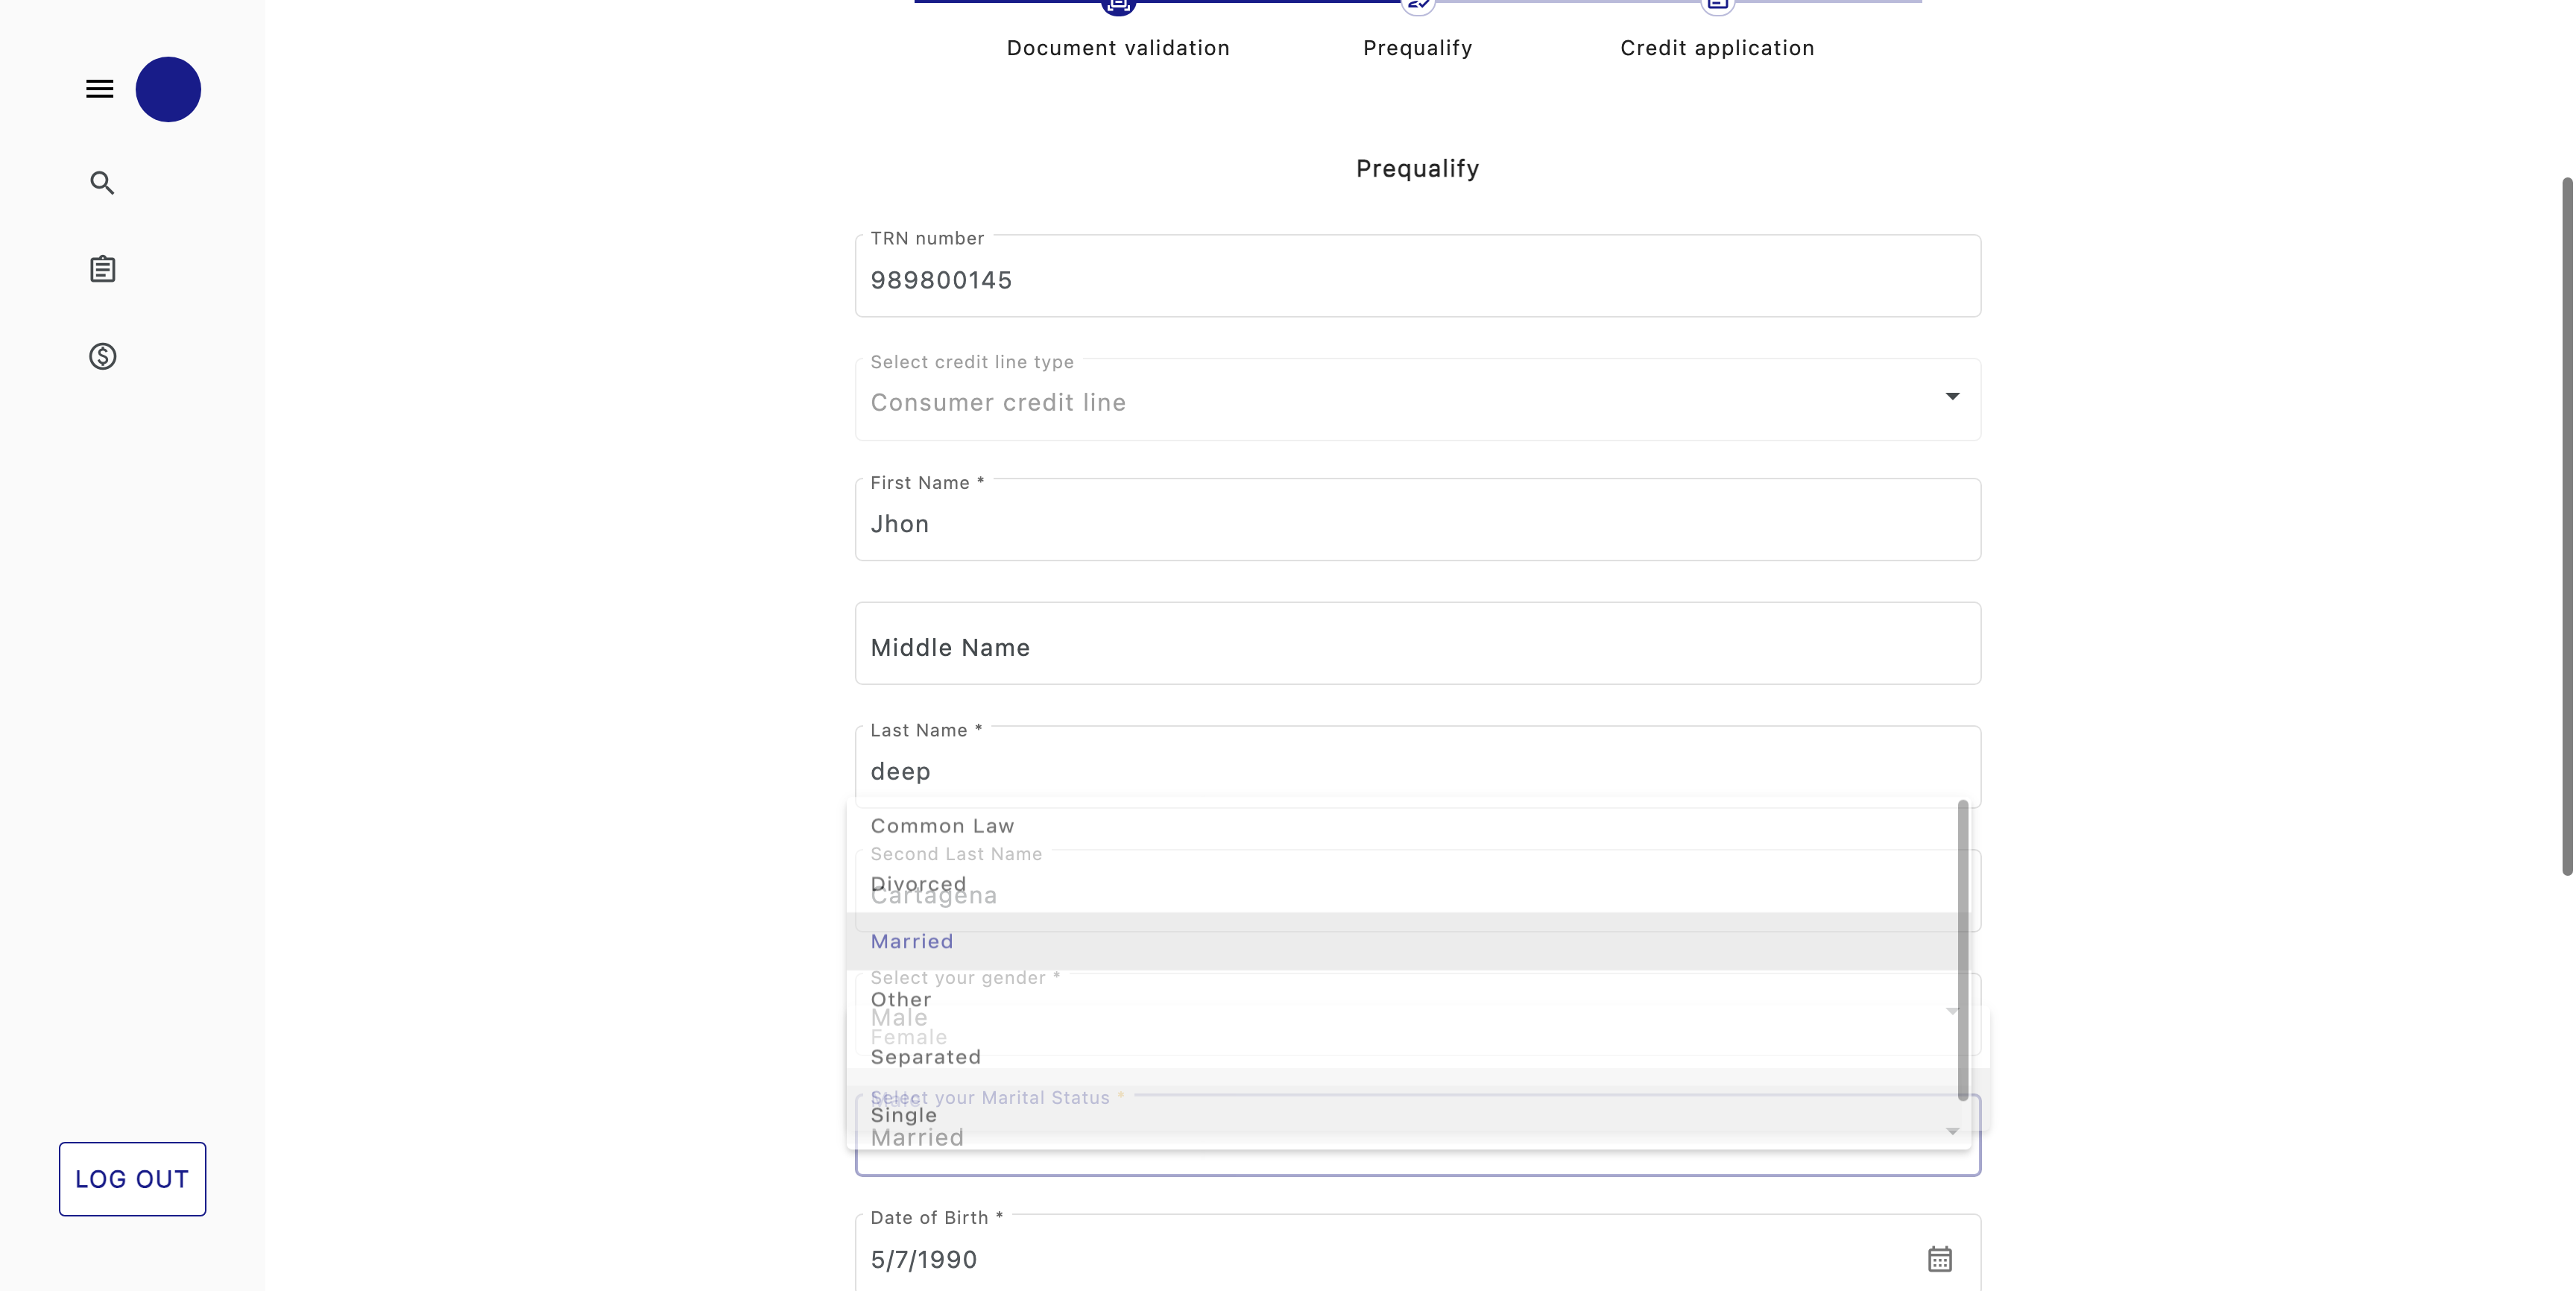 Document validation
Prequalify
Credit application
Prequalify
TRN number
989800145
Select credit line type
Consumer credit line
First Name *
Jhon
Middle Name
Last Name *
deep
Common Law
Second Last Name
Divorced
Cartagena
Married
Select your gender *
Other
Male
Female
Separated
Select your Marital Status *
Male
Single
Married
LOG OUT
Date of Birth *
5/7/1990